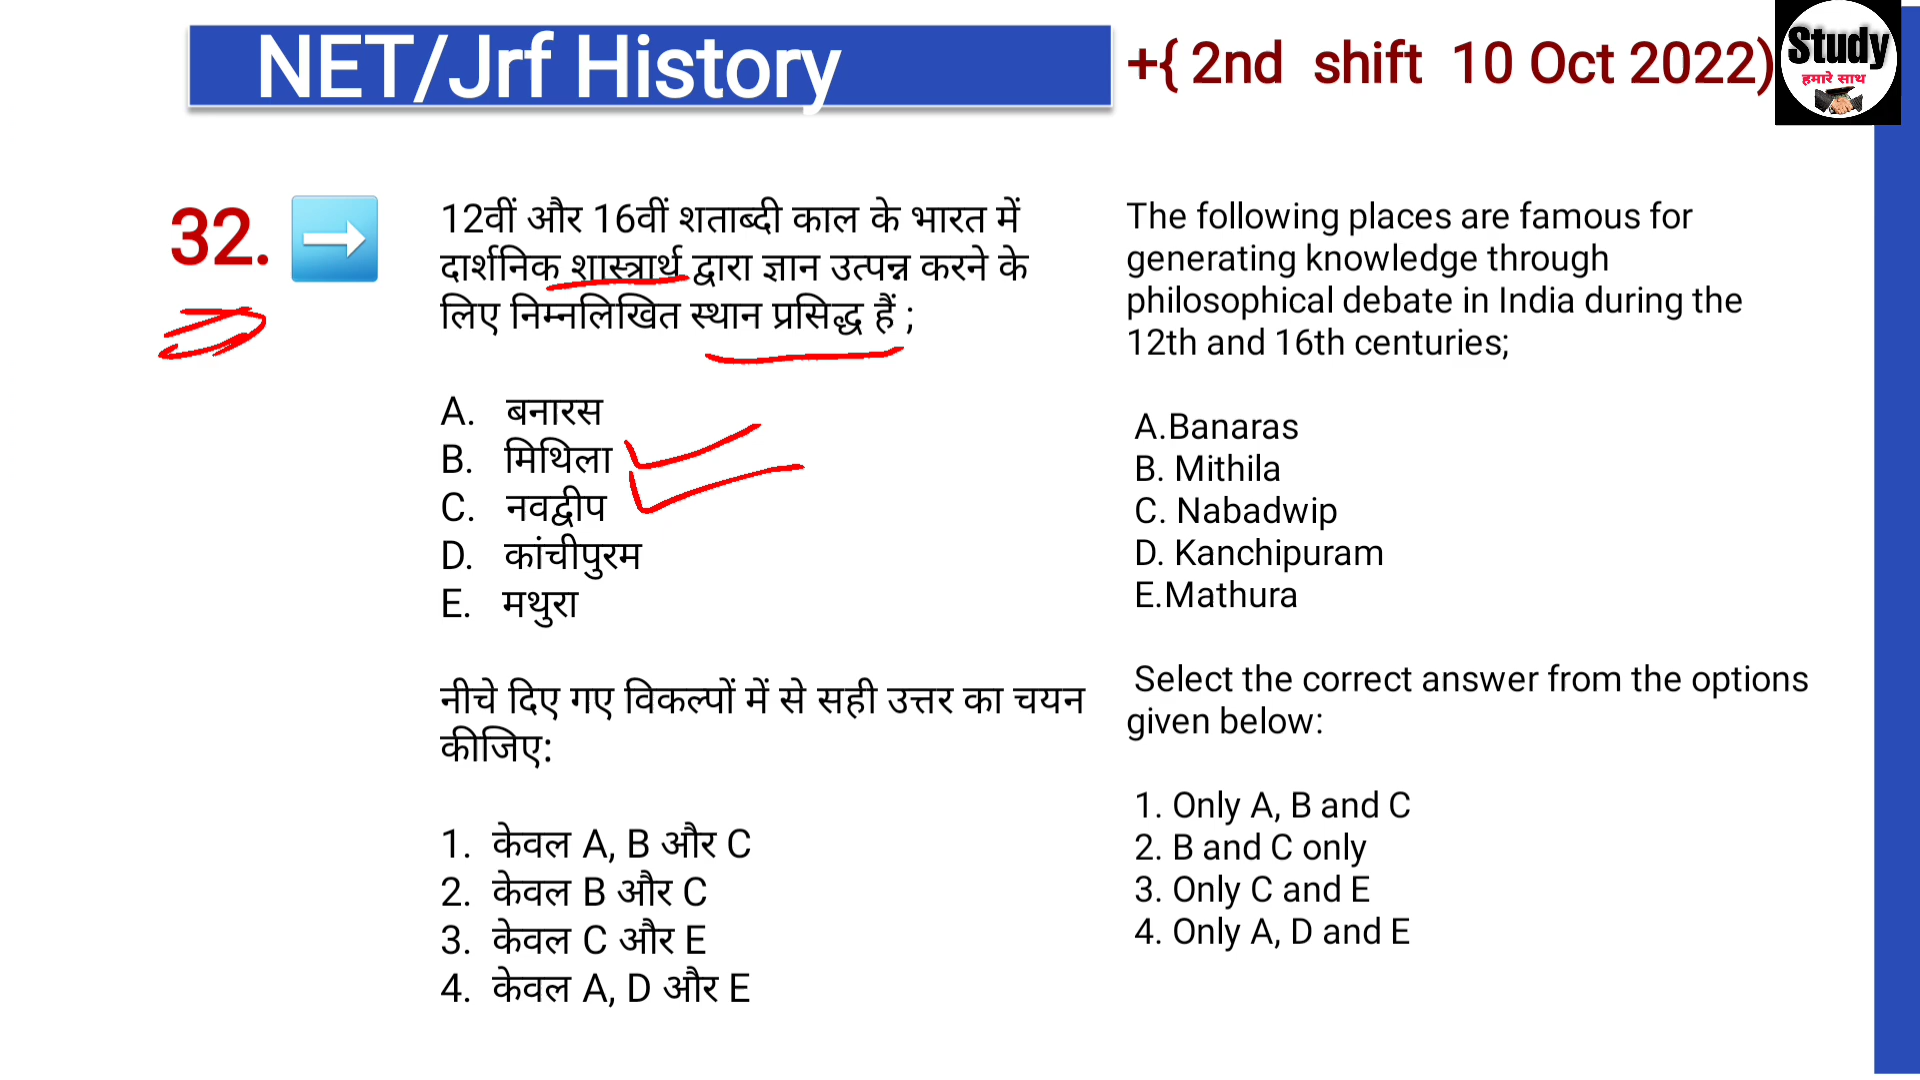 NET/Jrf History
+{ 2nd shift 10 Oct 2022)
Study
हमारे साथ
32.
12वीं और 16वीं शताब्दी काल के भारत में
दार्शनिक शास्त्रार्थ द्वारा ज्ञान उत्पन्न करने के
लिए निम्नलिखित स्थान प्रसिद्ध हैं ;
A. बनारस
B. मिथिला
C. नवद्वीप
D. कांचीपुरम
E. मथुरा
नीचे दिए गए विकल्पों में से सही उत्तर का चयन
कीजिए:
1. केवल A, B और C
2. केवल B और C
3. केवल C और E
4. केवल A, D और E
The following places are famous for
generating knowledge through
philosophical debate in India during the
12th and 16th centuries;
A.Banaras
B. Mithila
C. Nabadwip
D. Kanchipuram
E.Mathura
Select the correct answer from the options
given below:
1. Only A, B and C
2. B and C only
3. Only C and E
4. Only A, D and E